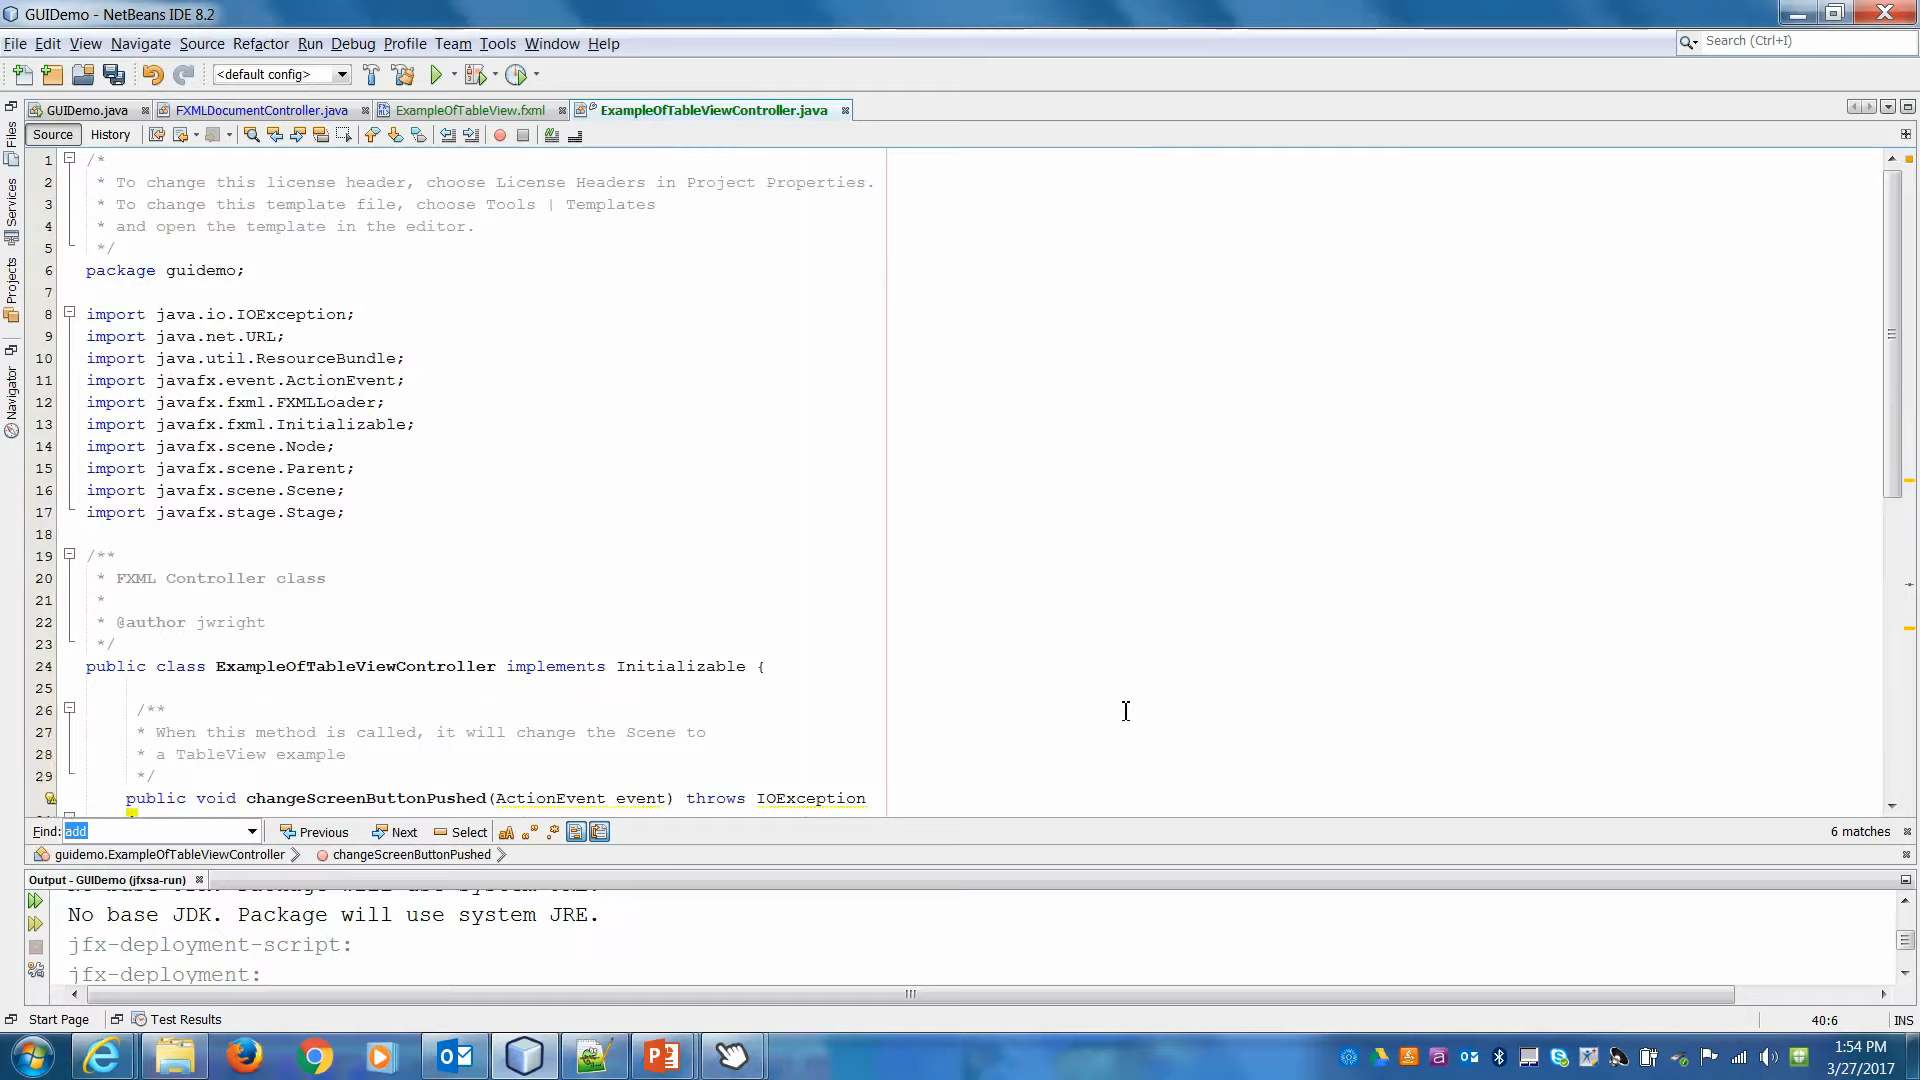 GUIDemo - NetBeans IDE 8.2
File Edit View Navigate Source Refactor Run Debug Profile Team Tools Window Help
Search (Ctrl+I)
<default config>
GUIDemo.java FXMLDocumentController.java ExampleOfTableView.fxml ExampleOfTableViewController.java
Source History
Files
Services
Projects
Navigator
1 /*
2 * To change this license header, choose License Headers in Project Properties.
3 * To change this template file, choose Tools | Templates
4 * and open the template in the editor.
5 */
6 package guidemo;
7
8 import java.io.IOException;
9 import java.net.URL;
10 import java.util.ResourceBundle;
11 import javafx.event.ActionEvent;
12 import javafx.fxml.FXMLLoader;
13 import javafx.fxml.Initializable;
14 import javafx.scene.Node;
15 import javafx.scene.Parent;
16 import javafx.scene.Scene;
17 import javafx.stage.Stage;
18
19 /**
20 * FXML Controller class
21 *
22 * @author jwright
23 */
24 public class ExampleOfTableViewController implements Initializable {
25
26 /**
27 * When this method is called, it will change the Scene to
28 * a TableView example
29 */
public void changeScreenButtonPushed(ActionEvent event) throws IOException
Find: add Previous Next Select 6 matches
guidemo.ExampleOfTableViewController changeScreenButtonPushed
Output - GUIDemo (jfxsa-run)
No base JDK. Package will use system JRE.
jfx-deployment-script:
jfx-deployment:
Start Page Test Results
40:6 INS
1:54 PM
3/27/2017